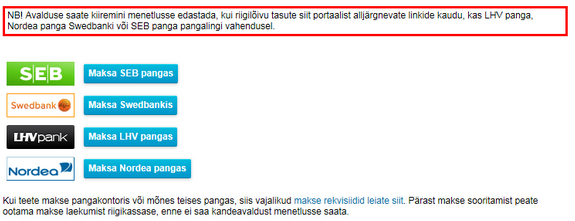 NB! Avalduse saate kiiremini menetlusse edastada, kui riigilõivu tasute siit portaalist alljärgnevate linkide kaudu, kas LHV panga,
Nordea panga Swedbanki või SEB panga pangalingi vahendusel.
SEB Maksa SEB pangas
Swedbank Maksa Swedbankis
LHV pank Maksa LHV pangas
Nordea Maksa Nordea pangas
Kui teete makse pangakontoris või mõnes teises pangas, siis vajalikud makse rekvisiidid leiate siit. Pärast makse sooritamist peate
ootama makse laekumist riigikassase, enne ei saa kandeavaldust menetlusse saata.